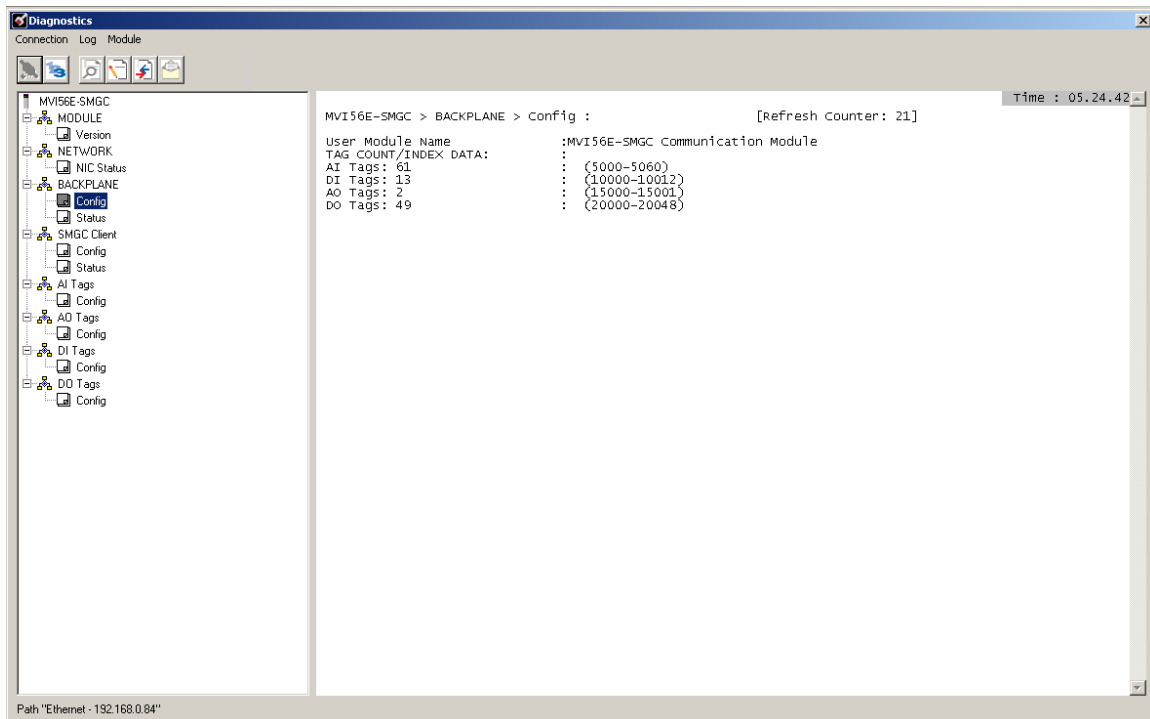 Diagnostics
Connection Log Module
MVI56E-SMGC
MODULE
Version
NETWORK
NIC Status
BACKPLANE
Config
Status
SMGC Client
Config
Status
AI Tags
Config
AO Tags
Config
DI Tags
Config
DO Tags
Config
Time : 05.24.42
MVI56E-SMGC > BACKPLANE > Config : [Refresh Counter: 21]
User Module Name :MVI56E-SMGC Communication Module
TAG COUNT/INDEX DATA: :
AI Tags: 61 : (5000-5060)
DI Tags: 13 : (10000-10012)
AO Tags: 2 : (15000-15001)
DO Tags: 49 : (20000-20048)
Path "Ethernet - 192.168.0.84"